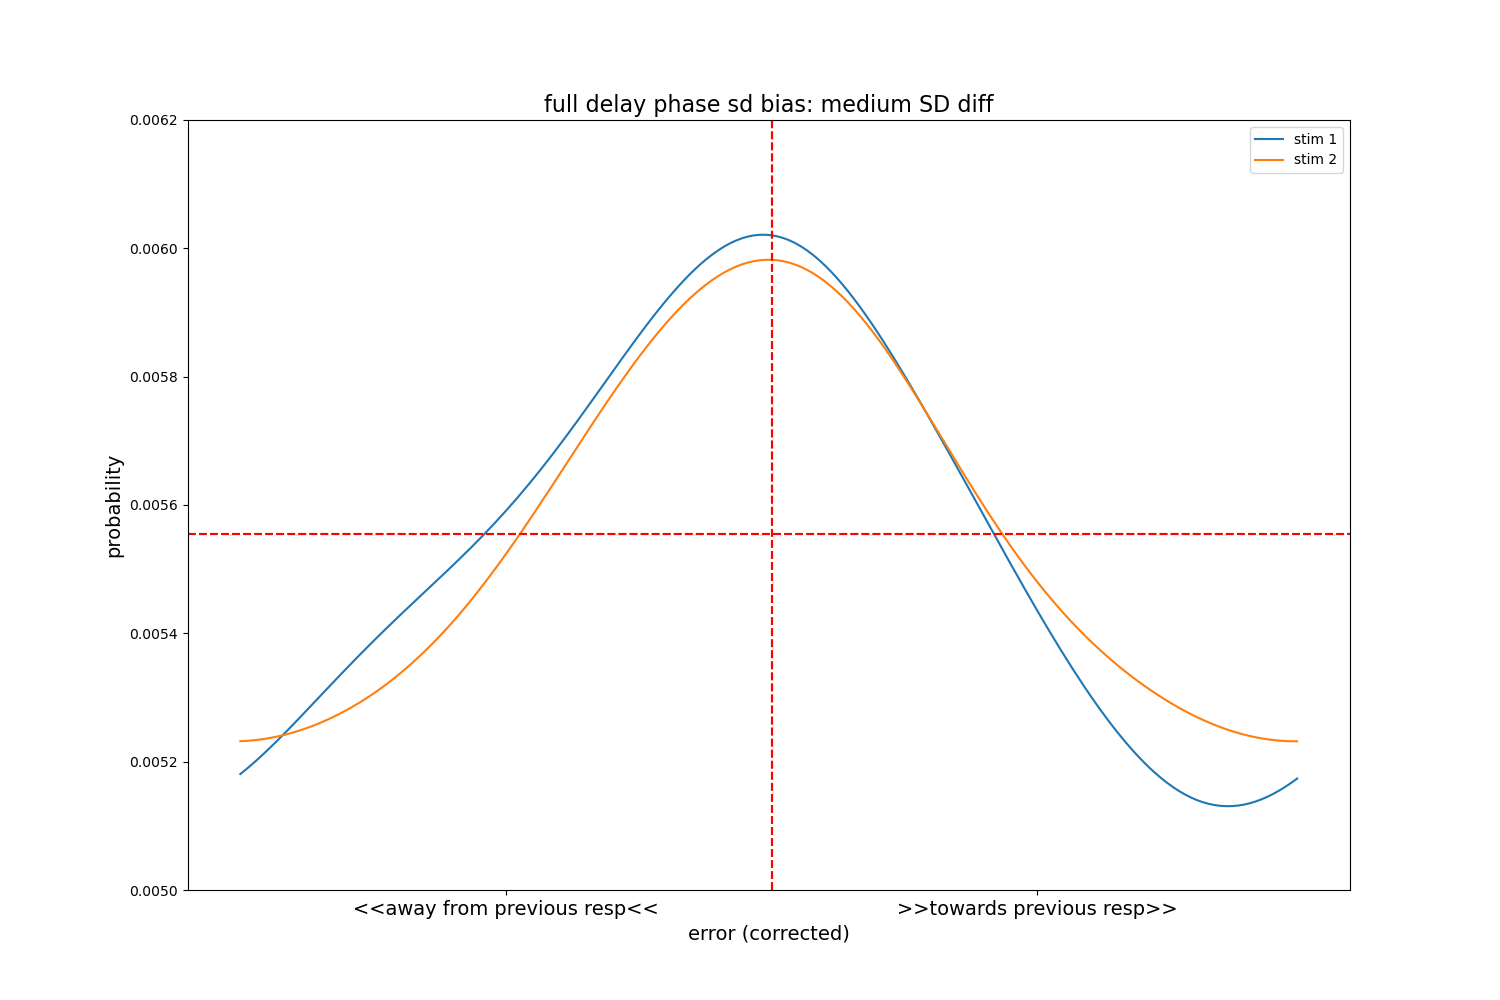 full delay phase sd bias: medium SD diff
stim 1
stim 2
0.0062
0.0060
0.0058
0.0056
0.0054
0.0052
0.0050
probability
<<away from previous resp<<
>>towards previous resp>>
error (corrected)